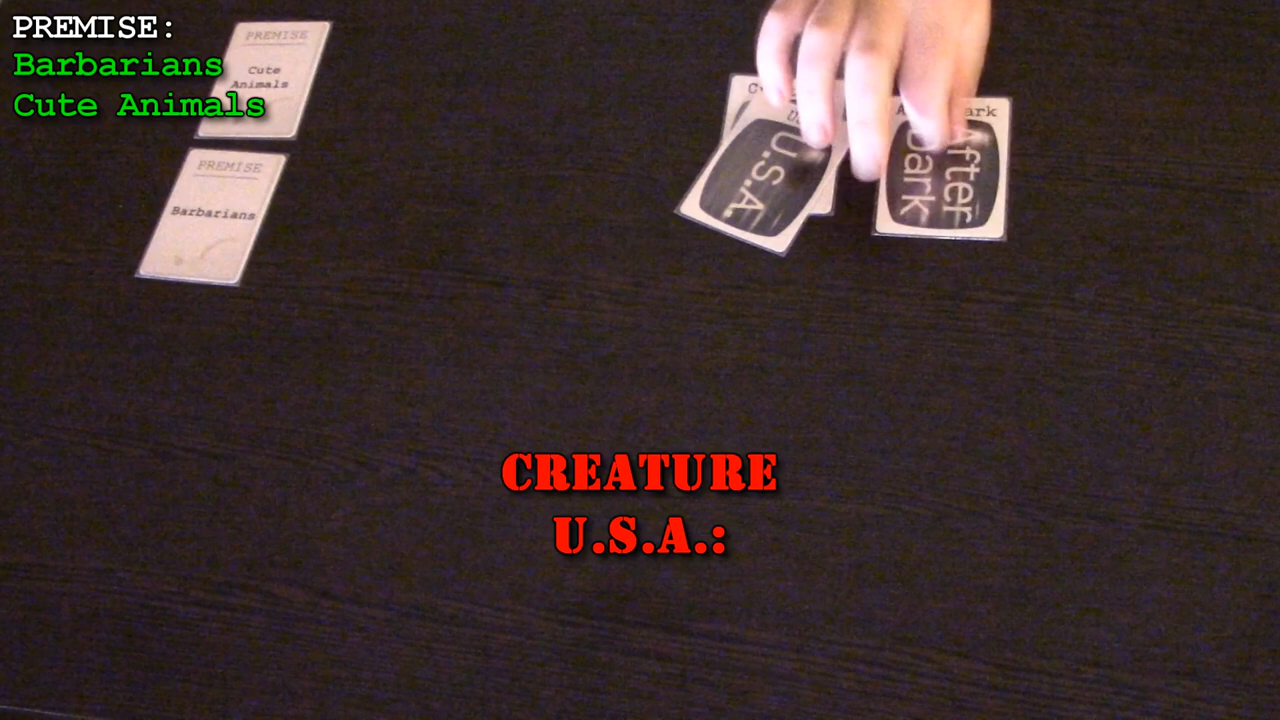 PREMISE:
Barbarians
Cute Animals
PREMISE
Cute
Animals
PREMISE
Barbarians
U.S.A.
After
Dark
CREATURE
U.S.A.: